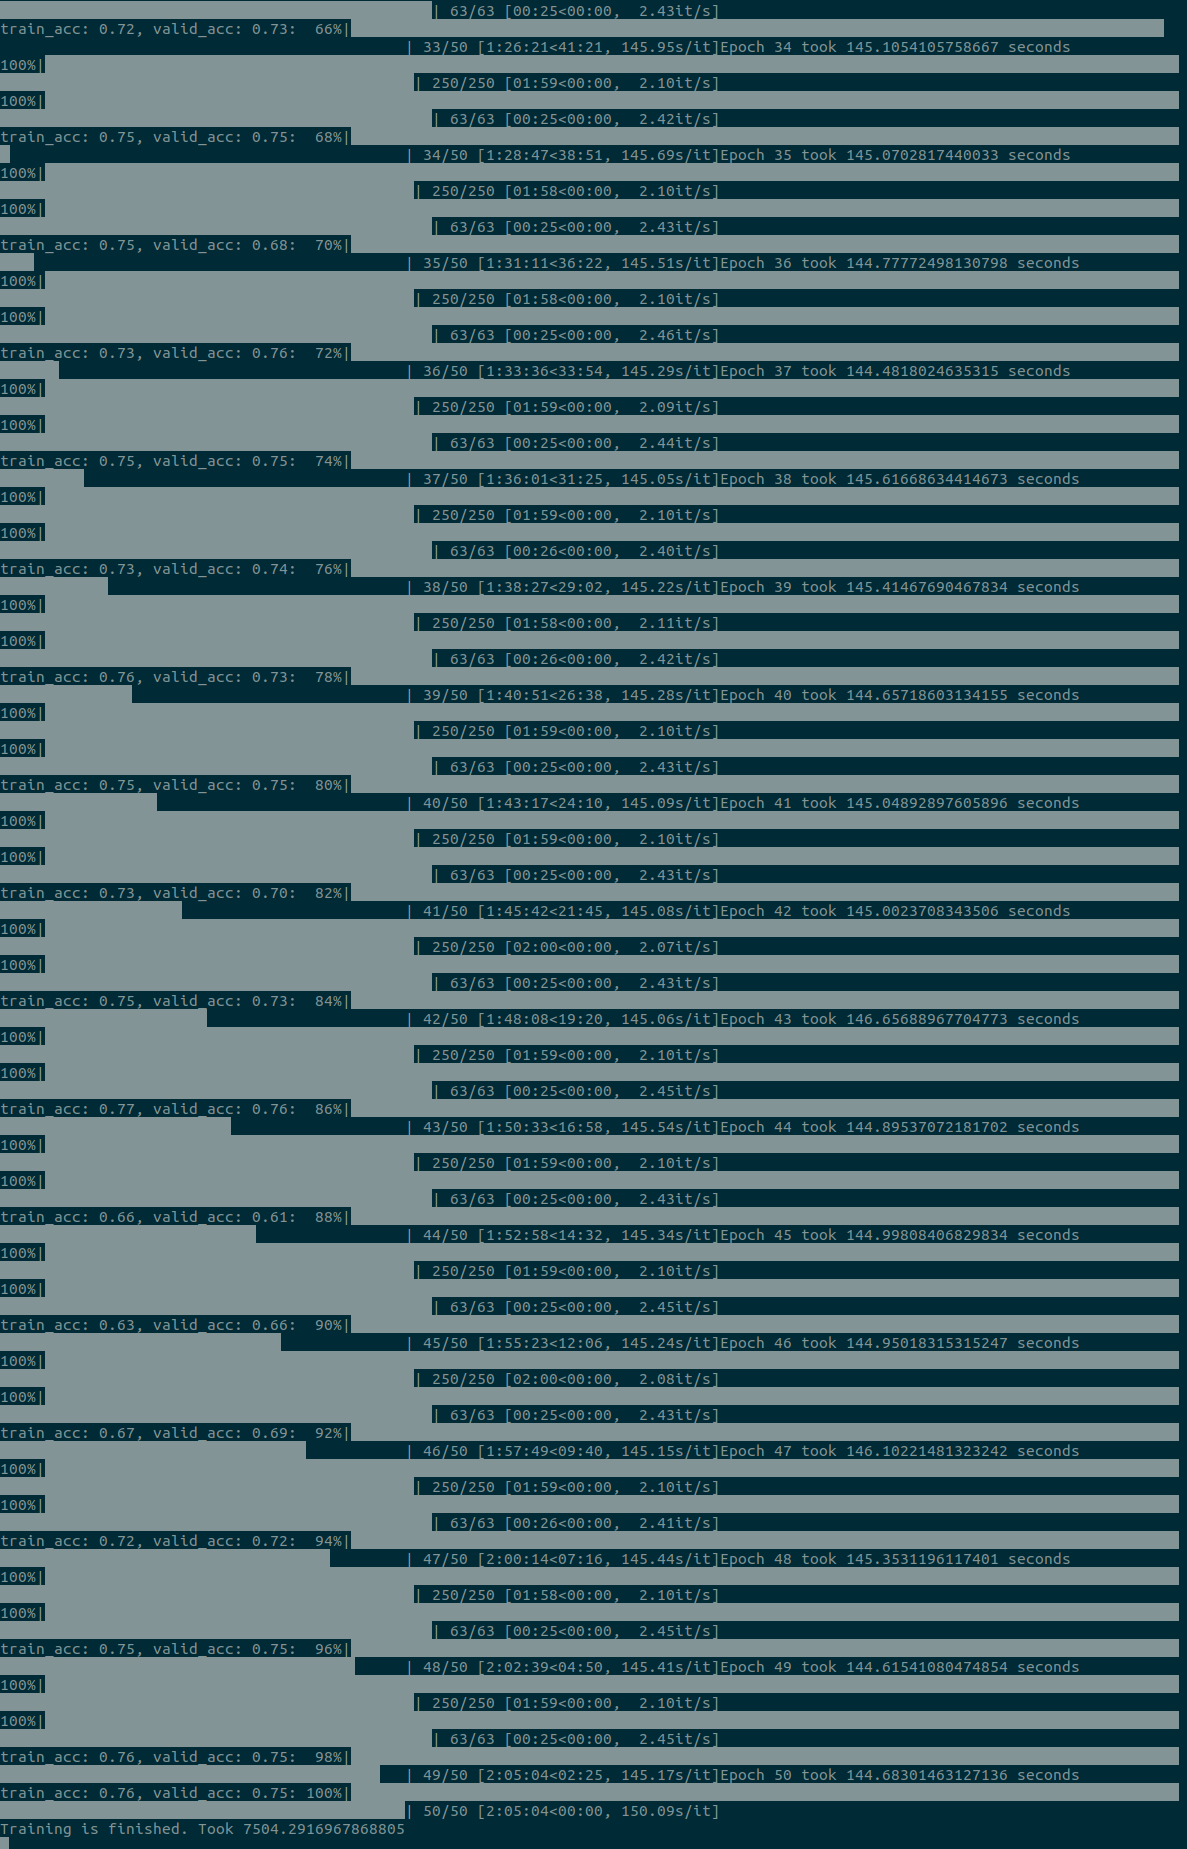 | 63/63 [00:25<00:00,  2.43it/s]
train_acc: 0.72, valid_acc: 0.73:  66%|
| 33/50 [1:26:21<41:21, 145.95s/it]Epoch 34 took 145.1054105758667 seconds
100%|
| 250/250 [01:59<00:00,  2.10it/s]
100%|
| 63/63 [00:25<00:00,  2.42it/s]
train_acc: 0.75, valid_acc: 0.75:  68%|
| 34/50 [1:28:47<38:51, 145.69s/it]Epoch 35 took 145.0702817440033 seconds
100%|
| 250/250 [01:58<00:00,  2.10it/s]
100%|
| 63/63 [00:25<00:00,  2.43it/s]
train_acc: 0.75, valid_acc: 0.68:  70%|
| 35/50 [1:31:11<36:22, 145.51s/it]Epoch 36 took 144.77772498130798 seconds
100%|
| 250/250 [01:58<00:00,  2.10it/s]
100%|
| 63/63 [00:25<00:00,  2.46it/s]
train_acc: 0.73, valid_acc: 0.76:  72%|
| 36/50 [1:33:36<33:54, 145.29s/it]Epoch 37 took 144.4818024635315 seconds
100%|
| 250/250 [01:59<00:00,  2.09it/s]
100%|
| 63/63 [00:25<00:00,  2.44it/s]
train_acc: 0.75, valid_acc: 0.75:  74%|
| 37/50 [1:36:01<31:25, 145.05s/it]Epoch 38 took 145.61668634414673 seconds
100%|
| 250/250 [01:59<00:00,  2.10it/s]
100%|
| 63/63 [00:26<00:00,  2.40it/s]
train_acc: 0.73, valid_acc: 0.74:  76%|
| 38/50 [1:38:27<29:02, 145.22s/it]Epoch 39 took 145.41467690467834 seconds
100%|
| 250/250 [01:58<00:00,  2.11it/s]
100%|
| 63/63 [00:26<00:00,  2.42it/s]
train_acc: 0.76, valid_acc: 0.73:  78%|
| 39/50 [1:40:51<26:38, 145.28s/it]Epoch 40 took 144.65718603134155 seconds
100%|
| 250/250 [01:59<00:00,  2.10it/s]
100%|
| 63/63 [00:25<00:00,  2.43it/s]
train_acc: 0.75, valid_acc: 0.75:  80%|
| 40/50 [1:43:17<24:10, 145.09s/it]Epoch 41 took 145.04892897605896 seconds
100%|
| 250/250 [01:59<00:00,  2.10it/s]
100%|
| 63/63 [00:25<00:00,  2.43it/s]
train_acc: 0.73, valid_acc: 0.70:  82%|
| 41/50 [1:45:42<21:45, 145.08s/it]Epoch 42 took 145.0023708343506 seconds
100%|
| 250/250 [02:00<00:00,  2.07it/s]
100%|
| 63/63 [00:25<00:00,  2.43it/s]
train_acc: 0.75, valid_acc: 0.73:  84%|
| 42/50 [1:48:08<19:20, 145.06s/it]Epoch 43 took 146.65688967704773 seconds
100%|
| 250/250 [01:59<00:00,  2.10it/s]
100%|
| 63/63 [00:25<00:00,  2.45it/s]
train_acc: 0.77, valid_acc: 0.76:  86%|
| 43/50 [1:50:33<16:58, 145.54s/it]Epoch 44 took 144.89537072181702 seconds
100%|
| 250/250 [01:59<00:00,  2.10it/s]
100%|
| 63/63 [00:25<00:00,  2.43it/s]
train_acc: 0.66, valid_acc: 0.61:  88%|
| 44/50 [1:52:58<14:32, 145.34s/it]Epoch 45 took 144.99808406829834 seconds
100%|
| 250/250 [01:59<00:00,  2.10it/s]
100%|
| 63/63 [00:25<00:00,  2.45it/s]
train_acc: 0.63, valid_acc: 0.66:  90%|
| 45/50 [1:55:23<12:06, 145.24s/it]Epoch 46 took 144.95018315315247 seconds
100%|
| 250/250 [02:00<00:00,  2.08it/s]
100%|
| 63/63 [00:25<00:00,  2.43it/s]
train_acc: 0.67, valid_acc: 0.69:  92%|
| 46/50 [1:57:49<09:40, 145.15s/it]Epoch 47 took 146.10221481323242 seconds
100%|
| 250/250 [01:59<00:00,  2.10it/s]
100%|
| 63/63 [00:26<00:00,  2.41it/s]
train_acc: 0.72, valid_acc: 0.72:  94%|
| 47/50 [2:00:14<07:16, 145.44s/it]Epoch 48 took 145.3531196117401 seconds
100%|
| 250/250 [01:58<00:00,  2.10it/s]
100%|
| 63/63 [00:25<00:00,  2.45it/s]
train_acc: 0.75, valid_acc: 0.75:  96%|
| 48/50 [2:02:39<04:50, 145.41s/it]Epoch 49 took 144.61541080474854 seconds
100%|
| 250/250 [01:59<00:00,  2.10it/s]
100%|
| 63/63 [00:25<00:00,  2.45it/s]
train_acc: 0.76, valid_acc: 0.75:  98%|
| 49/50 [2:05:04<02:25, 145.17s/it]Epoch 50 took 144.68301463127136 seconds
train_acc: 0.76, valid_acc: 0.75: 100%|
| 50/50 [2:05:04<00:00, 150.09s/it]
Training is finished. Took 7504.2916967868805